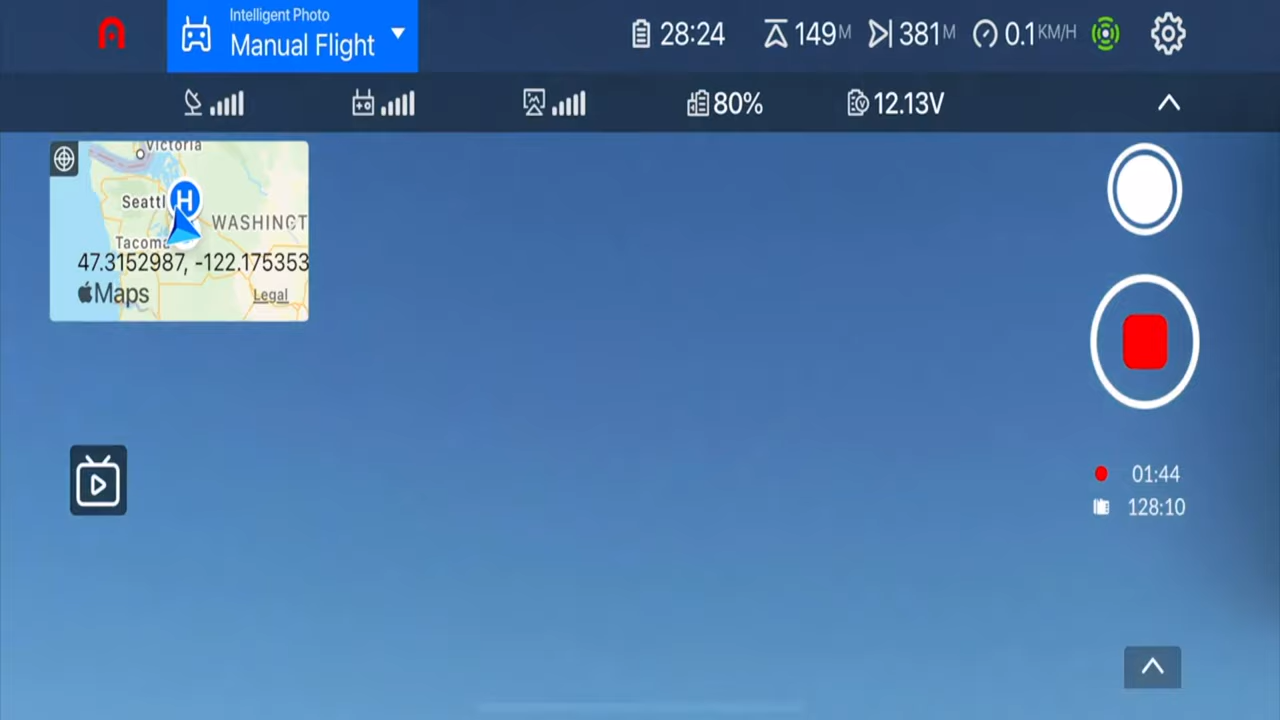 Intelligent Photo
Manual Flight
28:24
149M
381M
0.1KM/H
80%
12.13V
Victoria
Seattl
H
WASHINGT
Tacoma
47.3152987, -122.175353
Maps
Legal
01:44
128:10